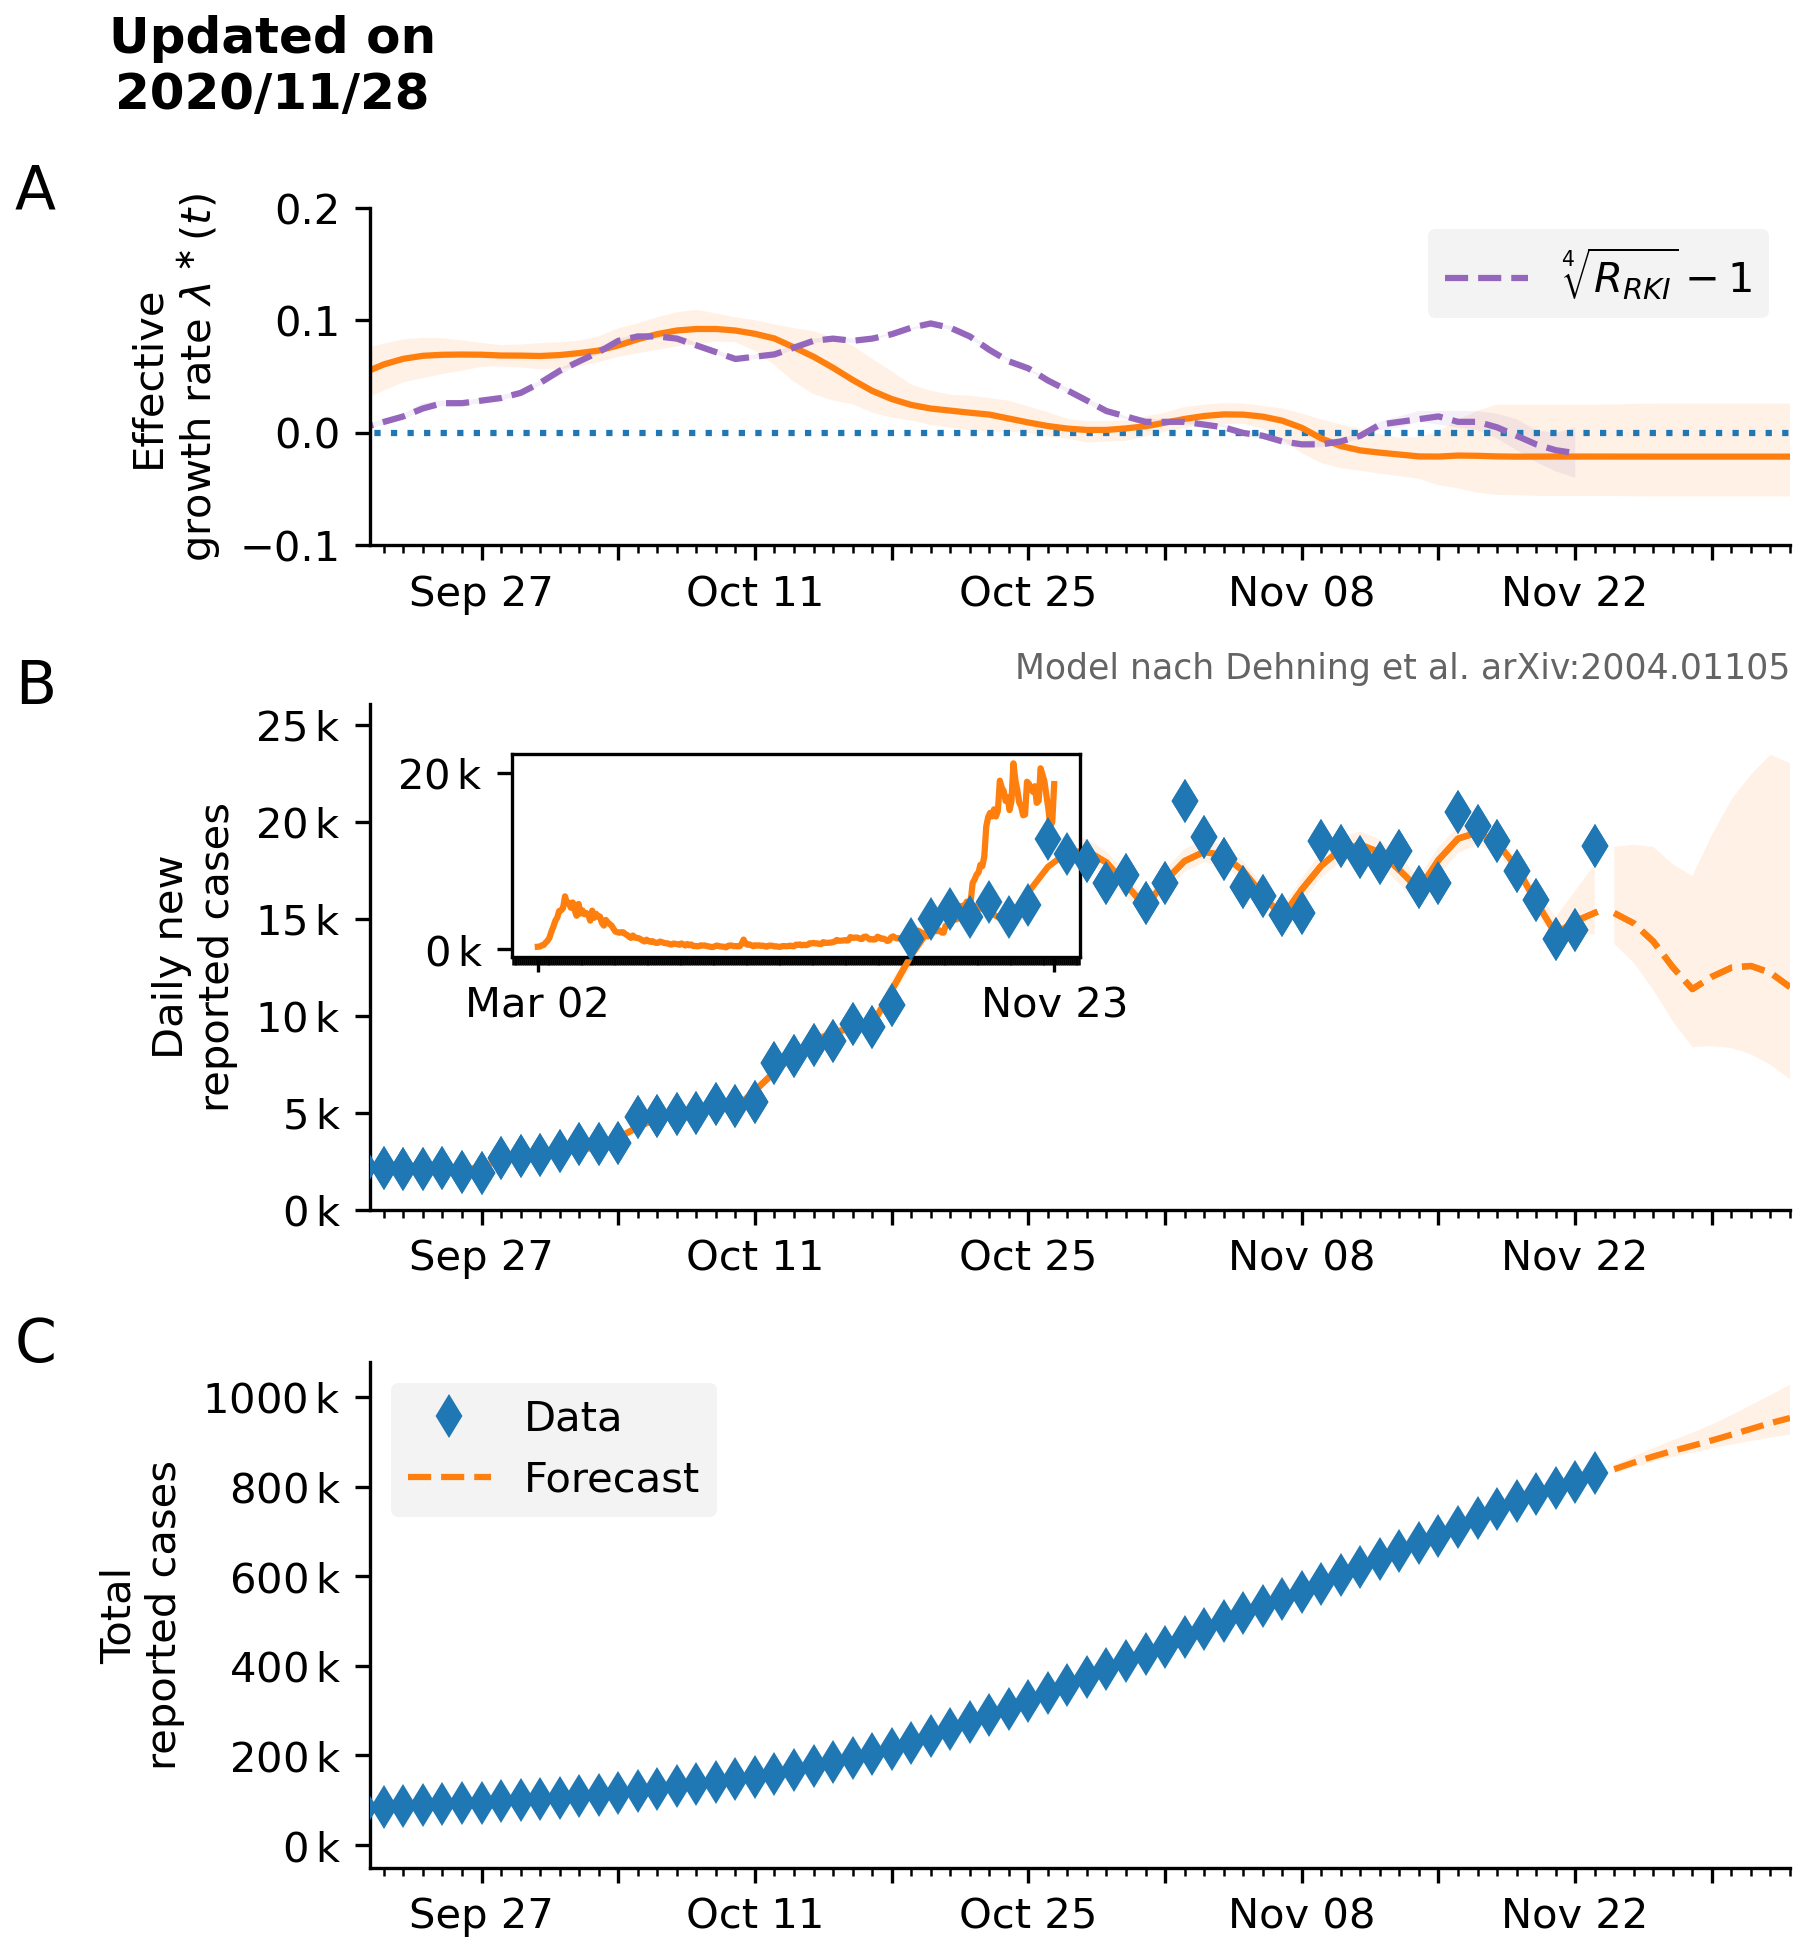 Updated on
2020/11/28
A
Effective
growth rate λ * (t)
0.2
0.1
0.0
−0.1
∜R_RKI − 1
Sep 27 Oct 11 Oct 25 Nov 08 Nov 22
Model nach Dehning et al. arXiv:2004.01105
B
Daily new
reported cases
25 k
20 k
15 k
10 k
5 k
0 k
20 k
0 k
Mar 02 Nov 23
Sep 27 Oct 11 Oct 25 Nov 08 Nov 22
C
Total
reported cases
1000 k
800 k
600 k
400 k
200 k
0 k
Data
Forecast
Sep 27 Oct 11 Oct 25 Nov 08 Nov 22